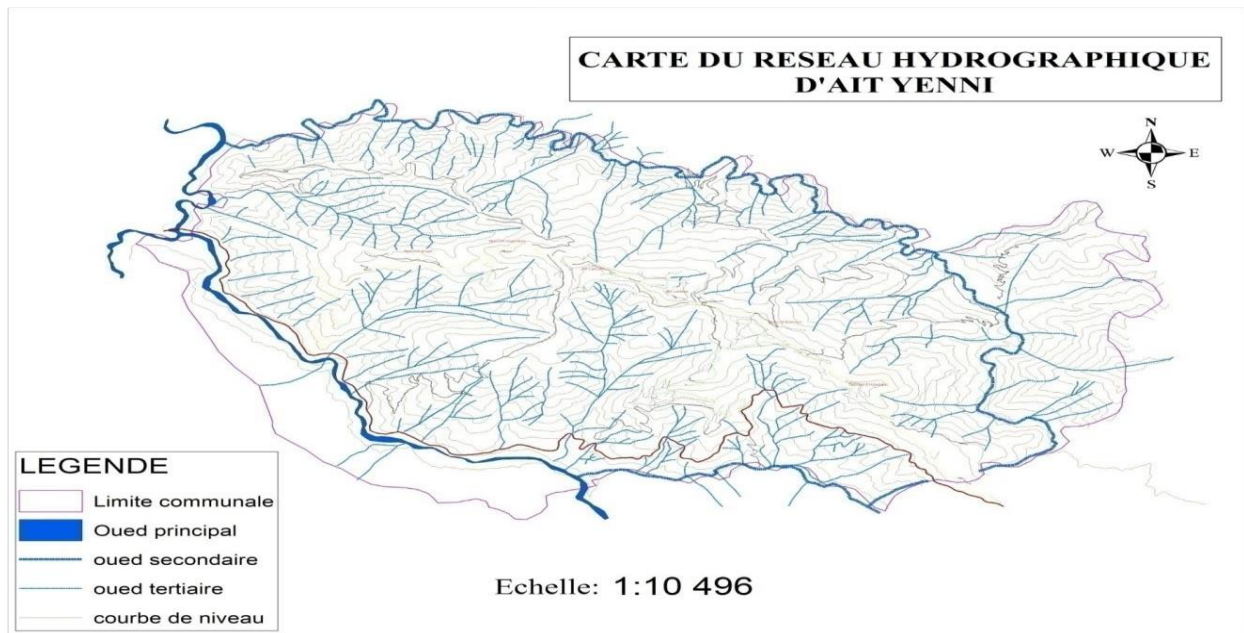 CARTE DU RESEAU HYDROGRAPHIQUE
D'AIT YENNI
N
W
E
S
LEGENDE
Limite communale
Oued principal
oued secondaire
oued tertiaire
courbe de niveau
Echelle: 1:10 496